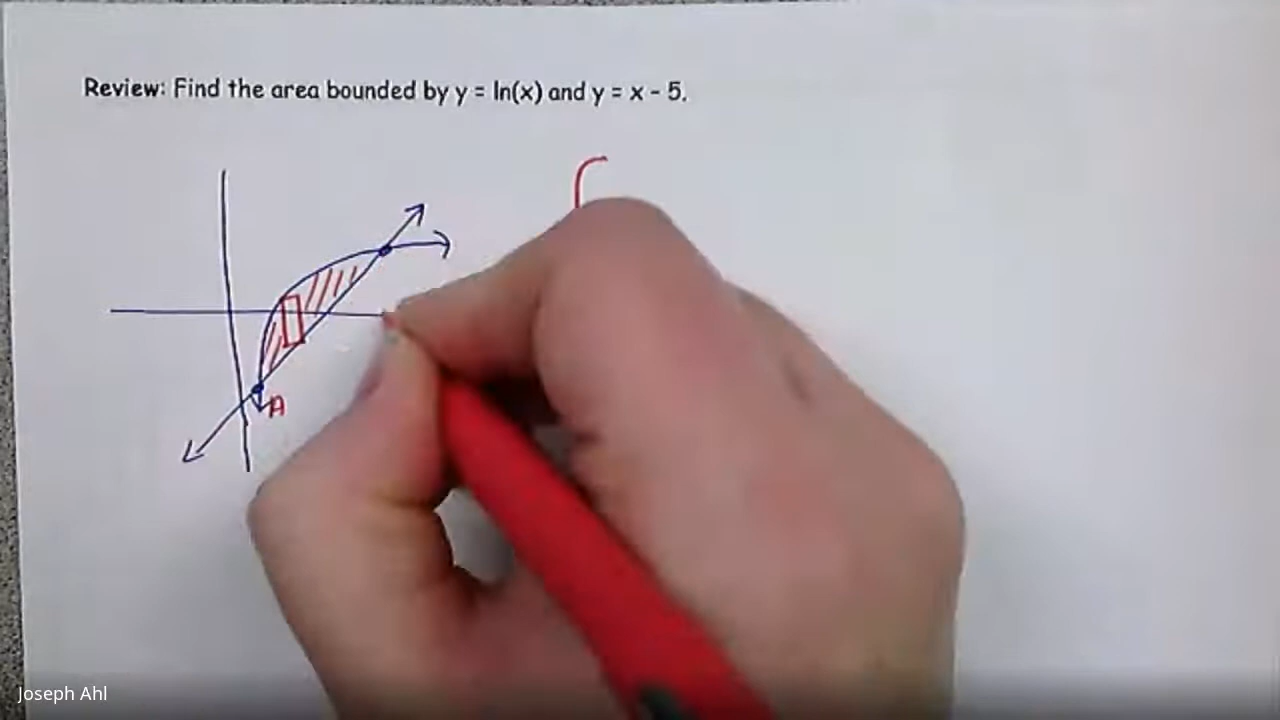 Review: Find the area bounded by y = ln(x) and y = x - 5.
A
Joseph Ahl